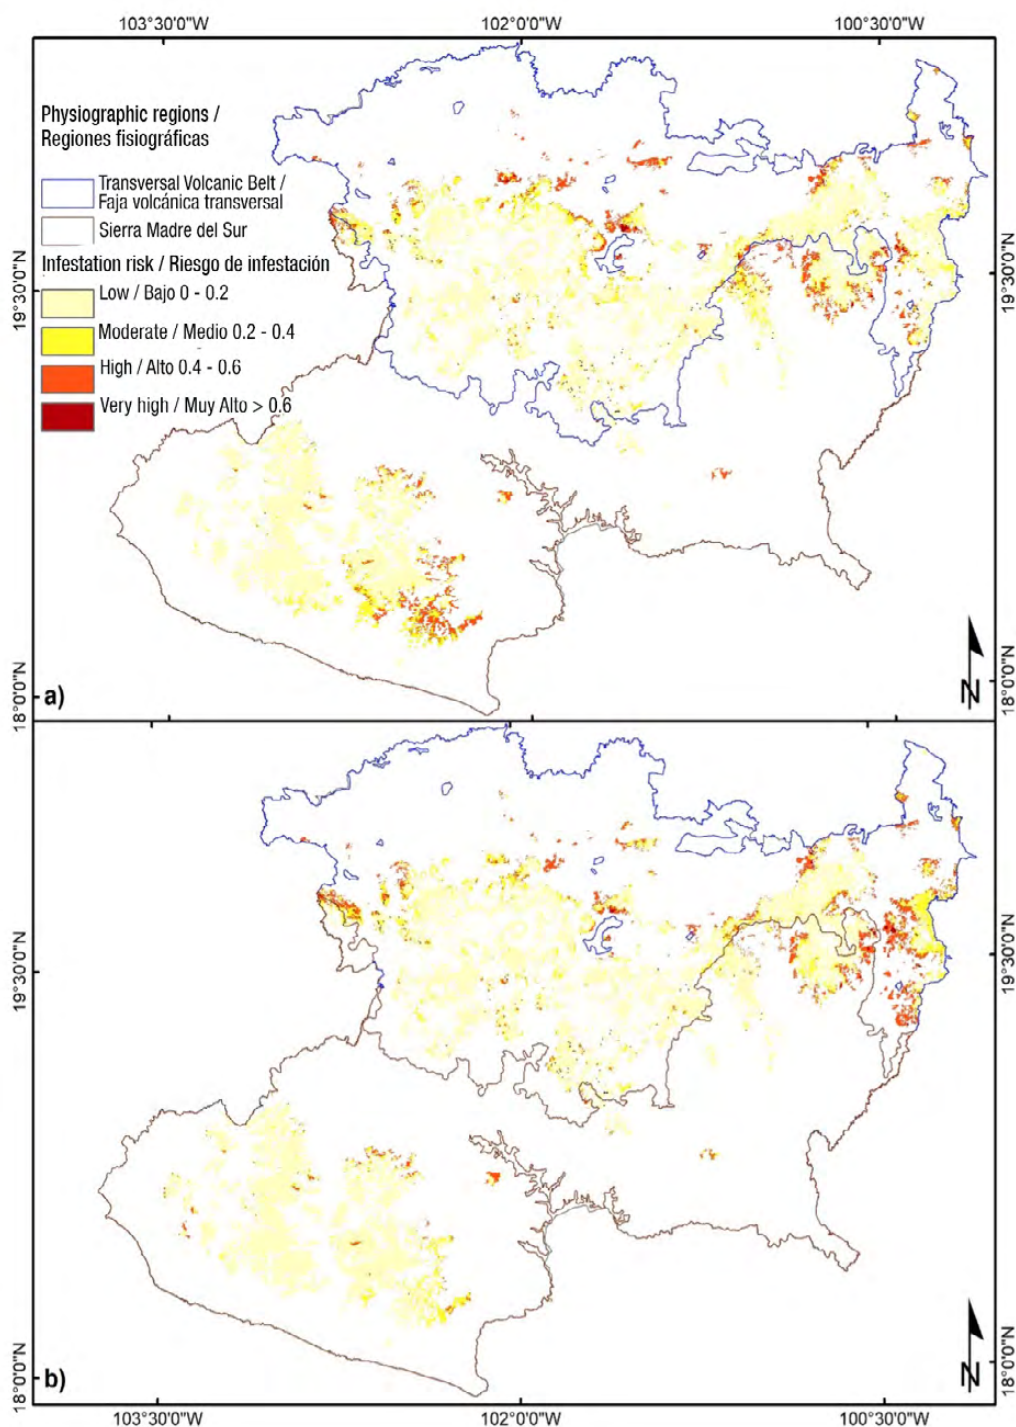 103°30'0"W 102°0'0"W 100°30'0"W
Physiographic regions /
Regiones fisiográficas
Transversal Volcanic Belt /
Faja volcánica transversal
Sierra Madre del Sur
Infestation risk / Riesgo de infestación
Low / Bajo 0 - 0.2
Moderate / Medio 0.2 - 0.4
High / Alto 0.4 - 0.6
Very high / Muy Alto > 0.6
19°30'0"N
19°30'0"N
18°0'0"N
18°0'0"N
a)
N
19°30'0"N
19°30'0"N
18°0'0"N
18°0'0"N
b)
N
103°30'0"W 102°0'0"W 100°30'0"W